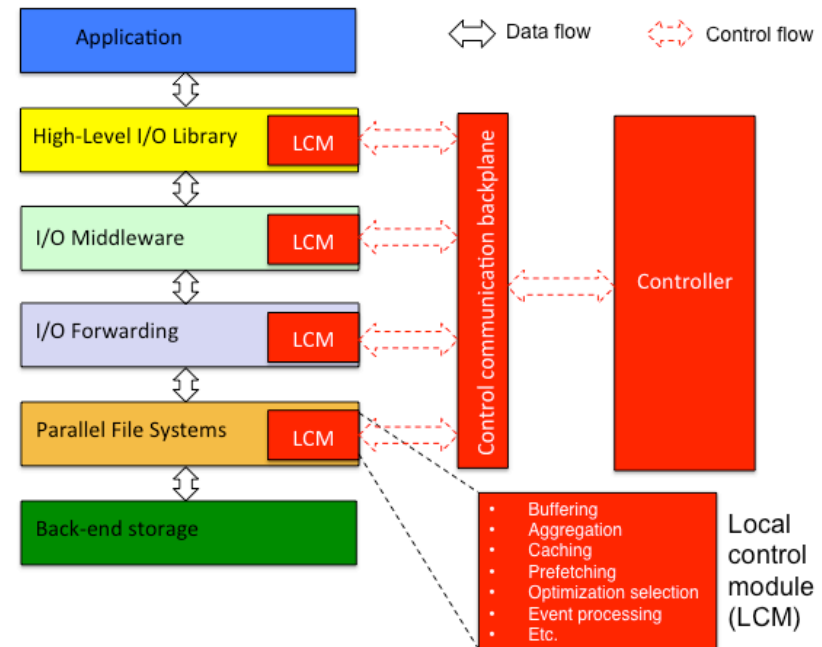 Application
Data flow
Control flow
High-Level I/O Library
LCM
I/O Middleware
LCM
I/O Forwarding
LCM
Parallel File Systems
LCM
Back-end storage
Control communication backplane
Controller
• Buffering
• Aggregation
• Caching
• Prefetching
• Optimization selection
• Event processing
• Etc.
Local
control
module
(LCM)